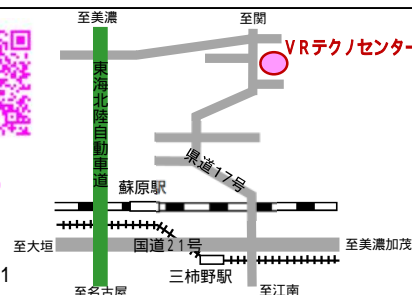 至美濃
至関
VRテクノセンター
東海北陸自動車道
県道17号
蘇原駅
至大垣
国道21号
至美濃加茂
三柿野駅
1
至名古屋
至江南